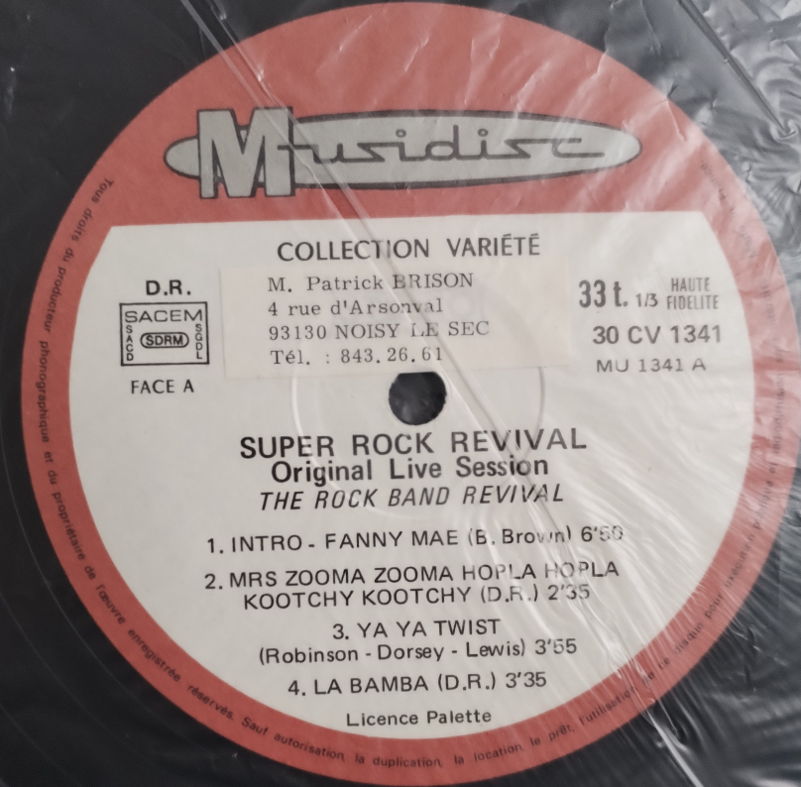 Musidisc
COLLECTION VARIÉTÉ
D.R.
SACEM
SACD
SDRM
SGDL
FACE A
M. Patrick BRISON
4 rue d'Arsonval
93130 NOISY LE SEC
Tél. : 843.26.61
33 t. 1/3 HAUTE FIDELITE
30 CV 1341
MU 1341 A
SUPER ROCK REVIVAL
Original Live Session
THE ROCK BAND REVIVAL
1. INTRO - FANNY MAE (B. Brown) 6'50
2. MRS ZOOMA ZOOMA HOPLA HOPLA
KOOTCHY KOOTCHY (D.R.) 2'35
3. YA YA TWIST
(Robinson - Dorsey - Lewis) 3'55
4. LA BAMBA (D.R.) 3'35
Licence Palette
Tous droits du producteur phonographique et du propriétaire de l'œuvre enregistrée réservés. Sauf autorisation, la duplication, la location, le prêt, l'utilisation de ce disque pour exécution publique